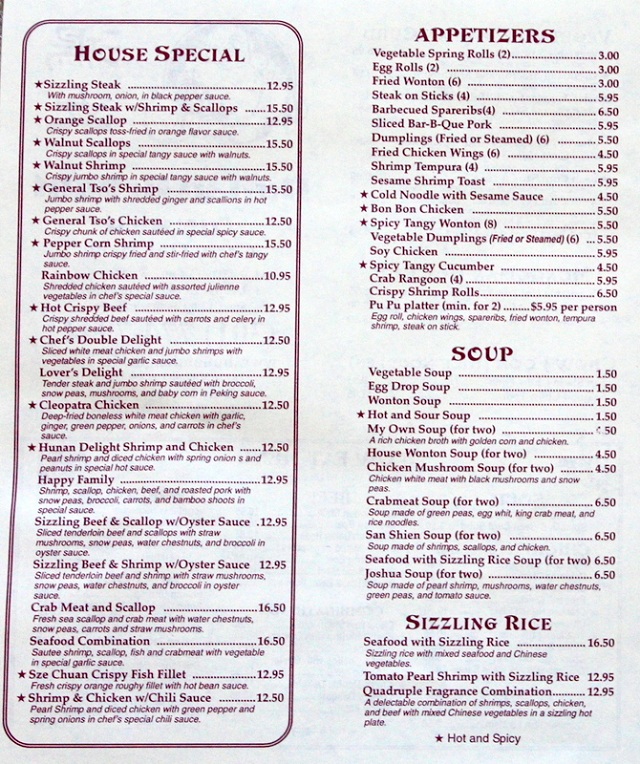 HOUSE SPECIAL
★Sizzling Steak ......12.95
With mushroom, onion, in black pepper sauce.
★Sizzling Steak w/Shrimp & Scallops ......15.50
★Orange Scallop ......12.95
Crispy scallops toss-fried in orange flavor sauce.
★Walnut Scallops ......15.50
Crispy scallops in special tangy sauce with walnuts.
★Walnut Shrimp ......15.50
Crispy jumbo shrimp in special tangy sauce with walnuts.
★General Tso's Shrimp ......15.50
Jumbo shrimp with shredded ginger and scallions in hot
pepper sauce.
★General Tso's Chicken ......12.50
Crispy chunk of chicken sautéed in special spicy sauce.
★Pepper Corn Shrimp ......15.50
Jumbo shrimp crispy fried and stir-fried with chef's tangy
sauce.
Rainbow Chicken ......10.95
Shredded chicken sautéed with assorted julienne
vegetables in chef's special sauce.
★Hot Crispy Beef ......12.95
Crispy shredded beef sautéed with carrots and celery in
hot pepper sauce.
★Chef's Double Delight ......12.50
Sliced white meat chicken and jumbo shrimps with
vegetables in special garlic sauce.
Lover's Delight ......12.95
Tender steak and jumbo shrimp sautéed with broccoli,
snow peas, mushrooms, and baby corn in Peking sauce.
★Cleopatra Chicken ......12.50
Deep-fried boneless white meat chicken with garlic,
ginger, green pepper, onions, and carrots in chef's
sauce.
★Hunan Delight Shrimp and Chicken ......12.50
Pearl shrimp and diced chicken with spring onion s and
peanuts in special hot sauce.
Happy Family ......12.95
Shrimp, scallop, chicken, beef, and roasted pork with
snow peas, broccoli, carrots, and bamboo shoots in
special sauce.
Sizzling Beef & Scallop w/Oyster Sauce .12.95
Sliced tenderloin beef and scallops with straw
mushrooms, snow peas, water chestnuts, and broccoli in
oyster sauce.
Sizzling Beef & Shrimp w/Oyster Sauce 12.95
Sliced tenderloin beef and shrimp with straw mushrooms,
snow peas, water chestnuts, and broccoli in oyster
sauce.
Crab Meat and Scallop ......16.50
Fresh sea scallop and crab meat with water chestnuts,
snow peas, carrots and straw mushrooms.
Seafood Combination ......16.50
Sautee shrimp, scallop, fish and crabmeat with vegetable
in special garlic sauce.
★Sze Chuan Crispy Fish Fillet ......12.95
Fresh crispy orange roughy fillet with hot bean sauce.
★Shrimp & Chicken w/Chili Sauce ......12.50
Pearl Shrimp and diced chicken with green pepper and
spring onions in chef's special chili sauce.
APPETIZERS
Vegetable Spring Rolls (2)......3.00
Egg Rolls (2) ......3.00
Fried Wonton (6) ......3.00
Steak on Sticks (4) ......5.95
Barbecued Spareribs(4) ......6.50
Sliced Bar-B-Que Pork ......5.95
Dumplings (Fried or Steamed) (6) ......5.50
Fried Chicken Wings (6) ......4.50
Shrimp Tempura (4) ......5.95
Sesame Shrimp Toast ......5.95
★Cold Noodle with Sesame Sauce ......4.50
★Bon Bon Chicken ......5.50
★Spicy Tangy Wonton (8) ......5.50
Vegetable Dumplings (Fried or Steamed) (6) ...5.50
Soy Chicken ......5.95
★Spicy Tangy Cucumber ......4.50
Crab Rangoon (4) ......5.95
Crispy Shrimp Rolls......6.50
Pu Pu platter (min. for 2) ......$5.95 per person
Egg roll, chicken wings, spareribs, fried wonton, tempura
shrimp, steak on stick.
SOUP
Vegetable Soup ......1.50
Egg Drop Soup ......1.50
Wonton Soup ......1.50
★Hot and Sour Soup ......1.50
My Own Soup (for two) ......4.50
A rich chicken broth with golden corn and chicken.
House Wonton Soup (for two) ......4.50
Chicken Mushroom Soup (for two) ......4.50
Chicken white meat with black mushrooms and snow
peas.
Crabmeat Soup (for two) ......6.50
Soup made of green peas, egg whit, king crab meat, and
rice noodles.
San Shien Soup (for two) ......6.50
Soup made of shrimps, scallops, and chicken.
Seafood with Sizzling Rice Soup (for two) 6.50
Joshua Soup (for two) ......6.50
Soup made of pearl shrimp, mushrooms, water chestnuts,
green peas, and tomato sauce.
SIZZLING RICE
Seafood with Sizzling Rice ......16.50
Sizzling rice with mixed seafood and Chinese
vegetables.
Tomato Pearl Shrimp with Sizzling Rice 12.95
Quadruple Fragrance Combination......12.95
A delectable combination of shrimps, scallops, chicken,
and beef with mixed Chinese vegetables in a sizzling hot
plate.
★ Hot and Spicy